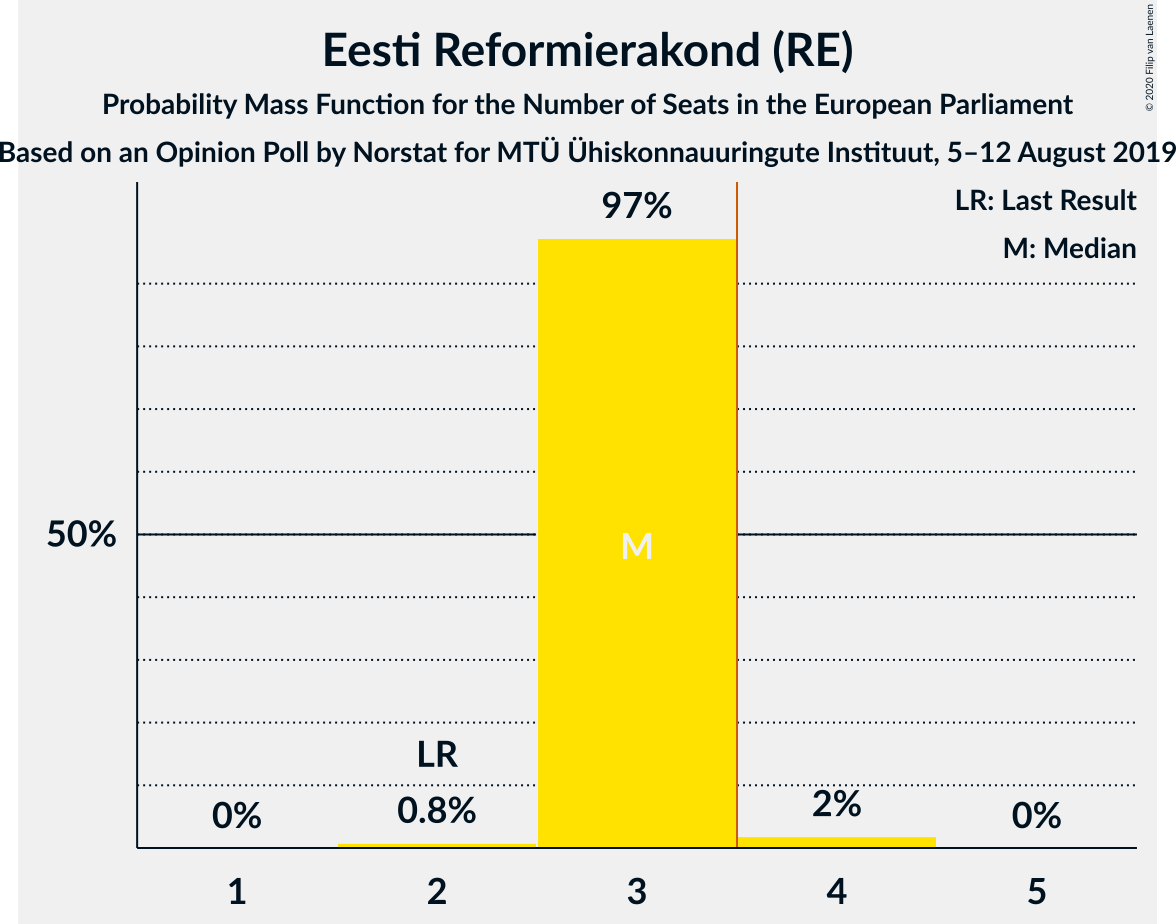 Eesti Reformierakond (RE)
Probability Mass Function for the Number of Seats in the European Parliament
Based on an Opinion Poll by Norstat for MTÜ Ühiskonnauuringute Instituut, 5–12 August 2019
© 2020 Filip van Laenen
LR: Last Result
M: Median
97%
50%
M
LR
0%
0.8%
2%
0%
1
2
3
4
5